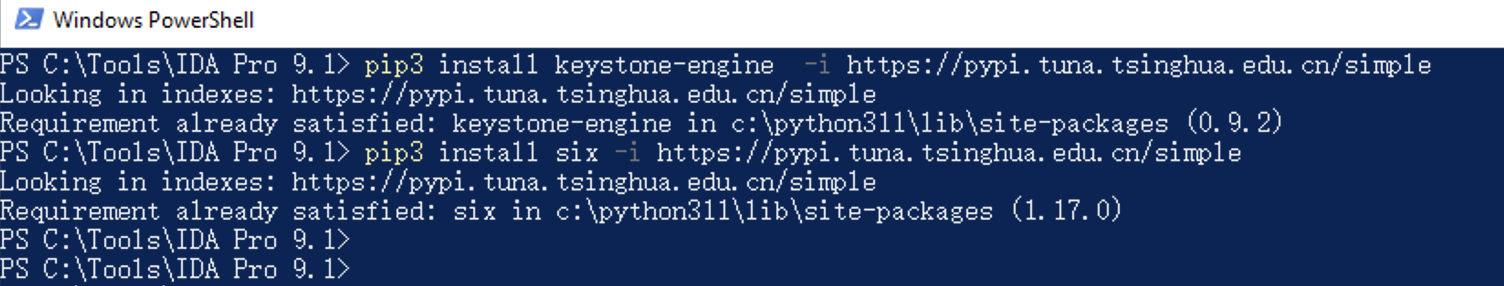 Windows PowerShell
PS C:\Tools\IDA Pro 9.1> pip3 install keystone-engine  -i https://pypi.tuna.tsinghua.edu.cn/simple
Looking in indexes: https://pypi.tuna.tsinghua.edu.cn/simple
Requirement already satisfied: keystone-engine in c:\python311\lib\site-packages (0.9.2)
PS C:\Tools\IDA Pro 9.1> pip3 install six -i https://pypi.tuna.tsinghua.edu.cn/simple
Looking in indexes: https://pypi.tuna.tsinghua.edu.cn/simple
Requirement already satisfied: six in c:\python311\lib\site-packages (1.17.0)
PS C:\Tools\IDA Pro 9.1>
PS C:\Tools\IDA Pro 9.1>